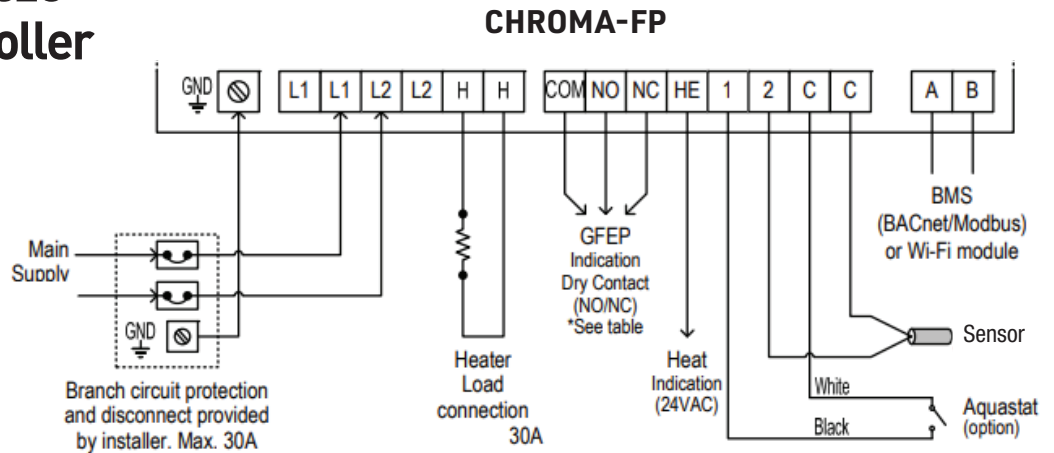 oller
CHROMA-FP
GND
L1 L1 L2 L2 H H
COM NO NC HE 1 2 C C
A B
BMS
(BACnet/Modbus)
or Wi-Fi module
GFEP
Indication
Dry Contact
(NO/NC)
*See table
Main
Supply
GND
Sensor
Heater
Load
connection
30A
Heat
Indication
(24VAC)
White
Black
Aquastat
(option)
Branch circuit protection
and disconnect provided
by installer. Max. 30A